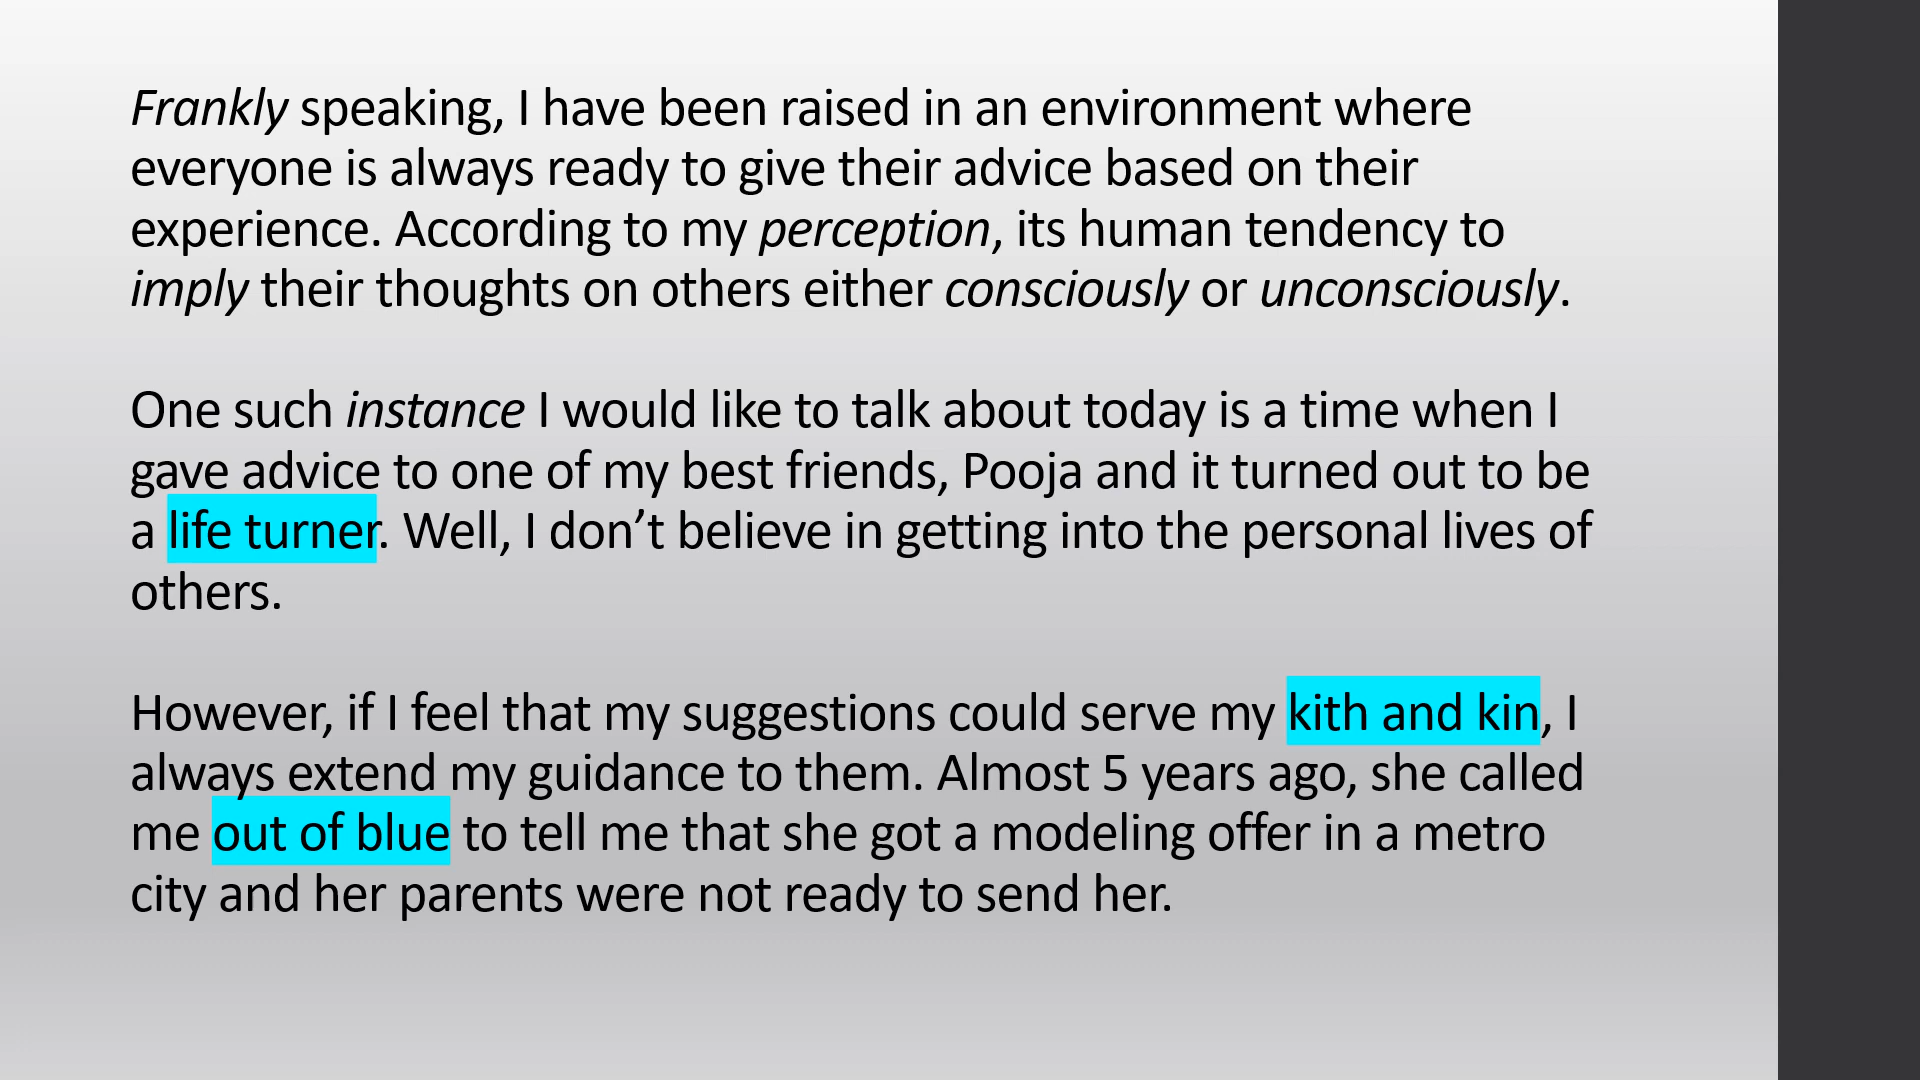 Frankly speaking, I have been raised in an environment where
everyone is always ready to give their advice based on their
experience. According to my perception, its human tendency to
imply their thoughts on others either consciously or unconsciously.
One such instance I would like to talk about today is a time when I
gave advice to one of my best friends, Pooja and it turned out to be
a life turner. Well, I don’t believe in getting into the personal lives of
others.
However, if I feel that my suggestions could serve my kith and kin, I
always extend my guidance to them. Almost 5 years ago, she called
me out of blue to tell me that she got a modeling offer in a metro
city and her parents were not ready to send her.